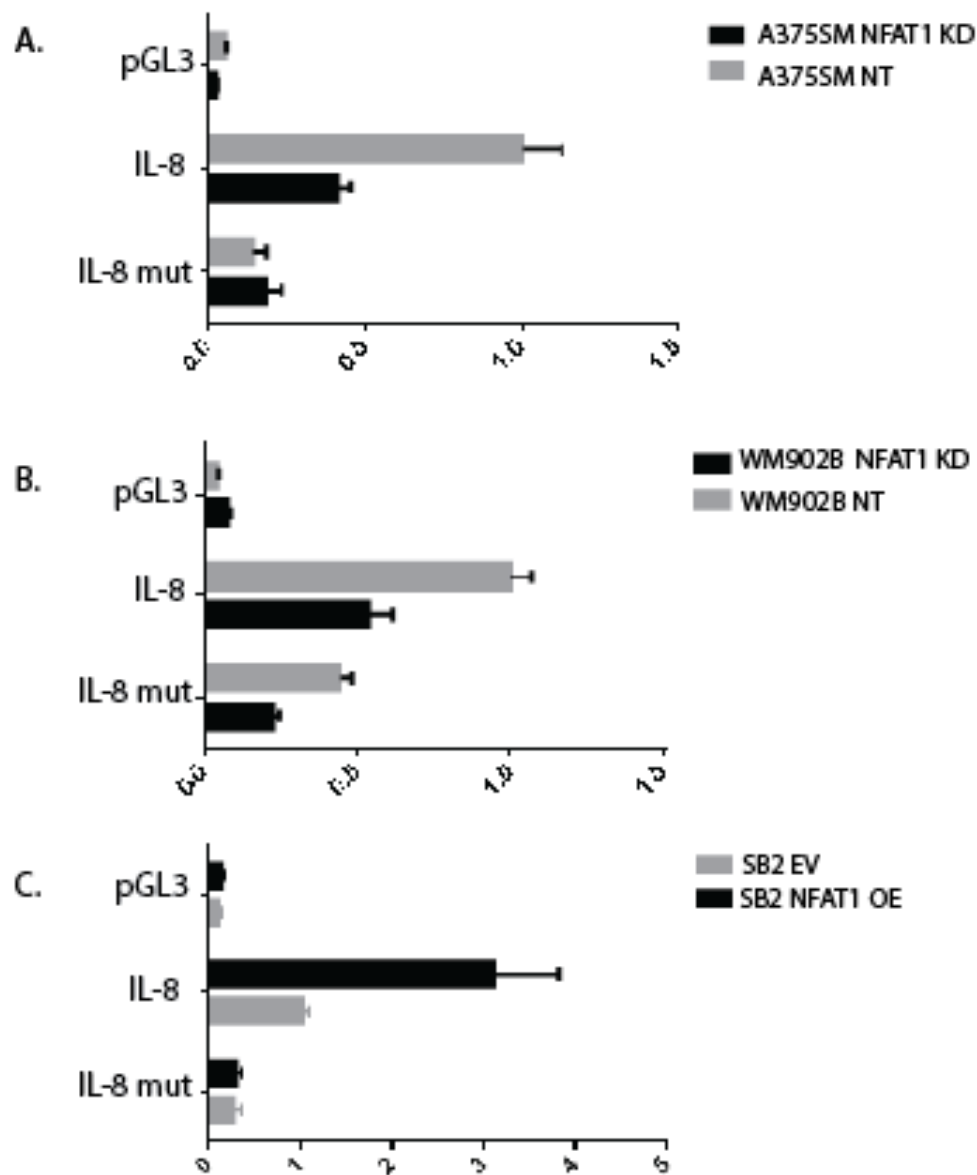 A.
A375SM NFAT1 KD
A375SM NT
pGL3
IL-8
IL-8 mut
B.
WM902B NFAT1 KD
WM902B NT
pGL3
IL-8
IL-8 mut
C.
SB2 EV
SB2 NFAT1 OE
pGL3
IL-8
IL-8 mut
0 1 2 3 4 5